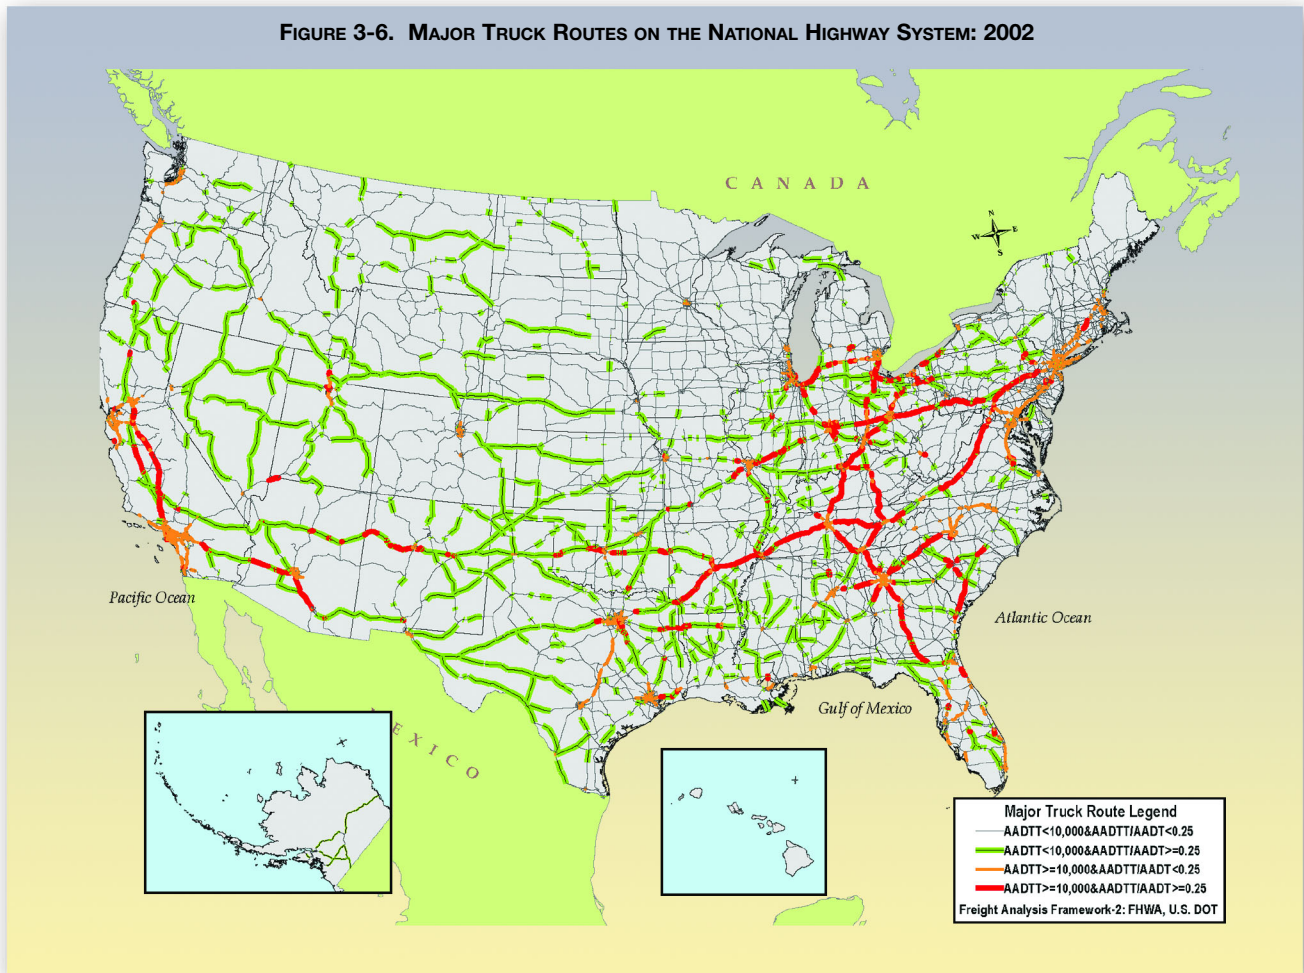 FIGURE 3-6. MAJOR TRUCK ROUTES ON THE NATIONAL HIGHWAY SYSTEM: 2002
CANADA
N
W E
S
Pacific Ocean
Atlantic Ocean
Gulf of Mexico
MEXICO
Major Truck Route Legend
AADTT<10,000&AADTT/AADT<0.25
AADTT<10,000&AADTT/AADT>=0.25
AADTT>=10,000&AADTT/AADT<0.25
AADTT>=10,000&AADTT/AADT>=0.25
Freight Analysis Framework-2: FHWA, U.S. DOT